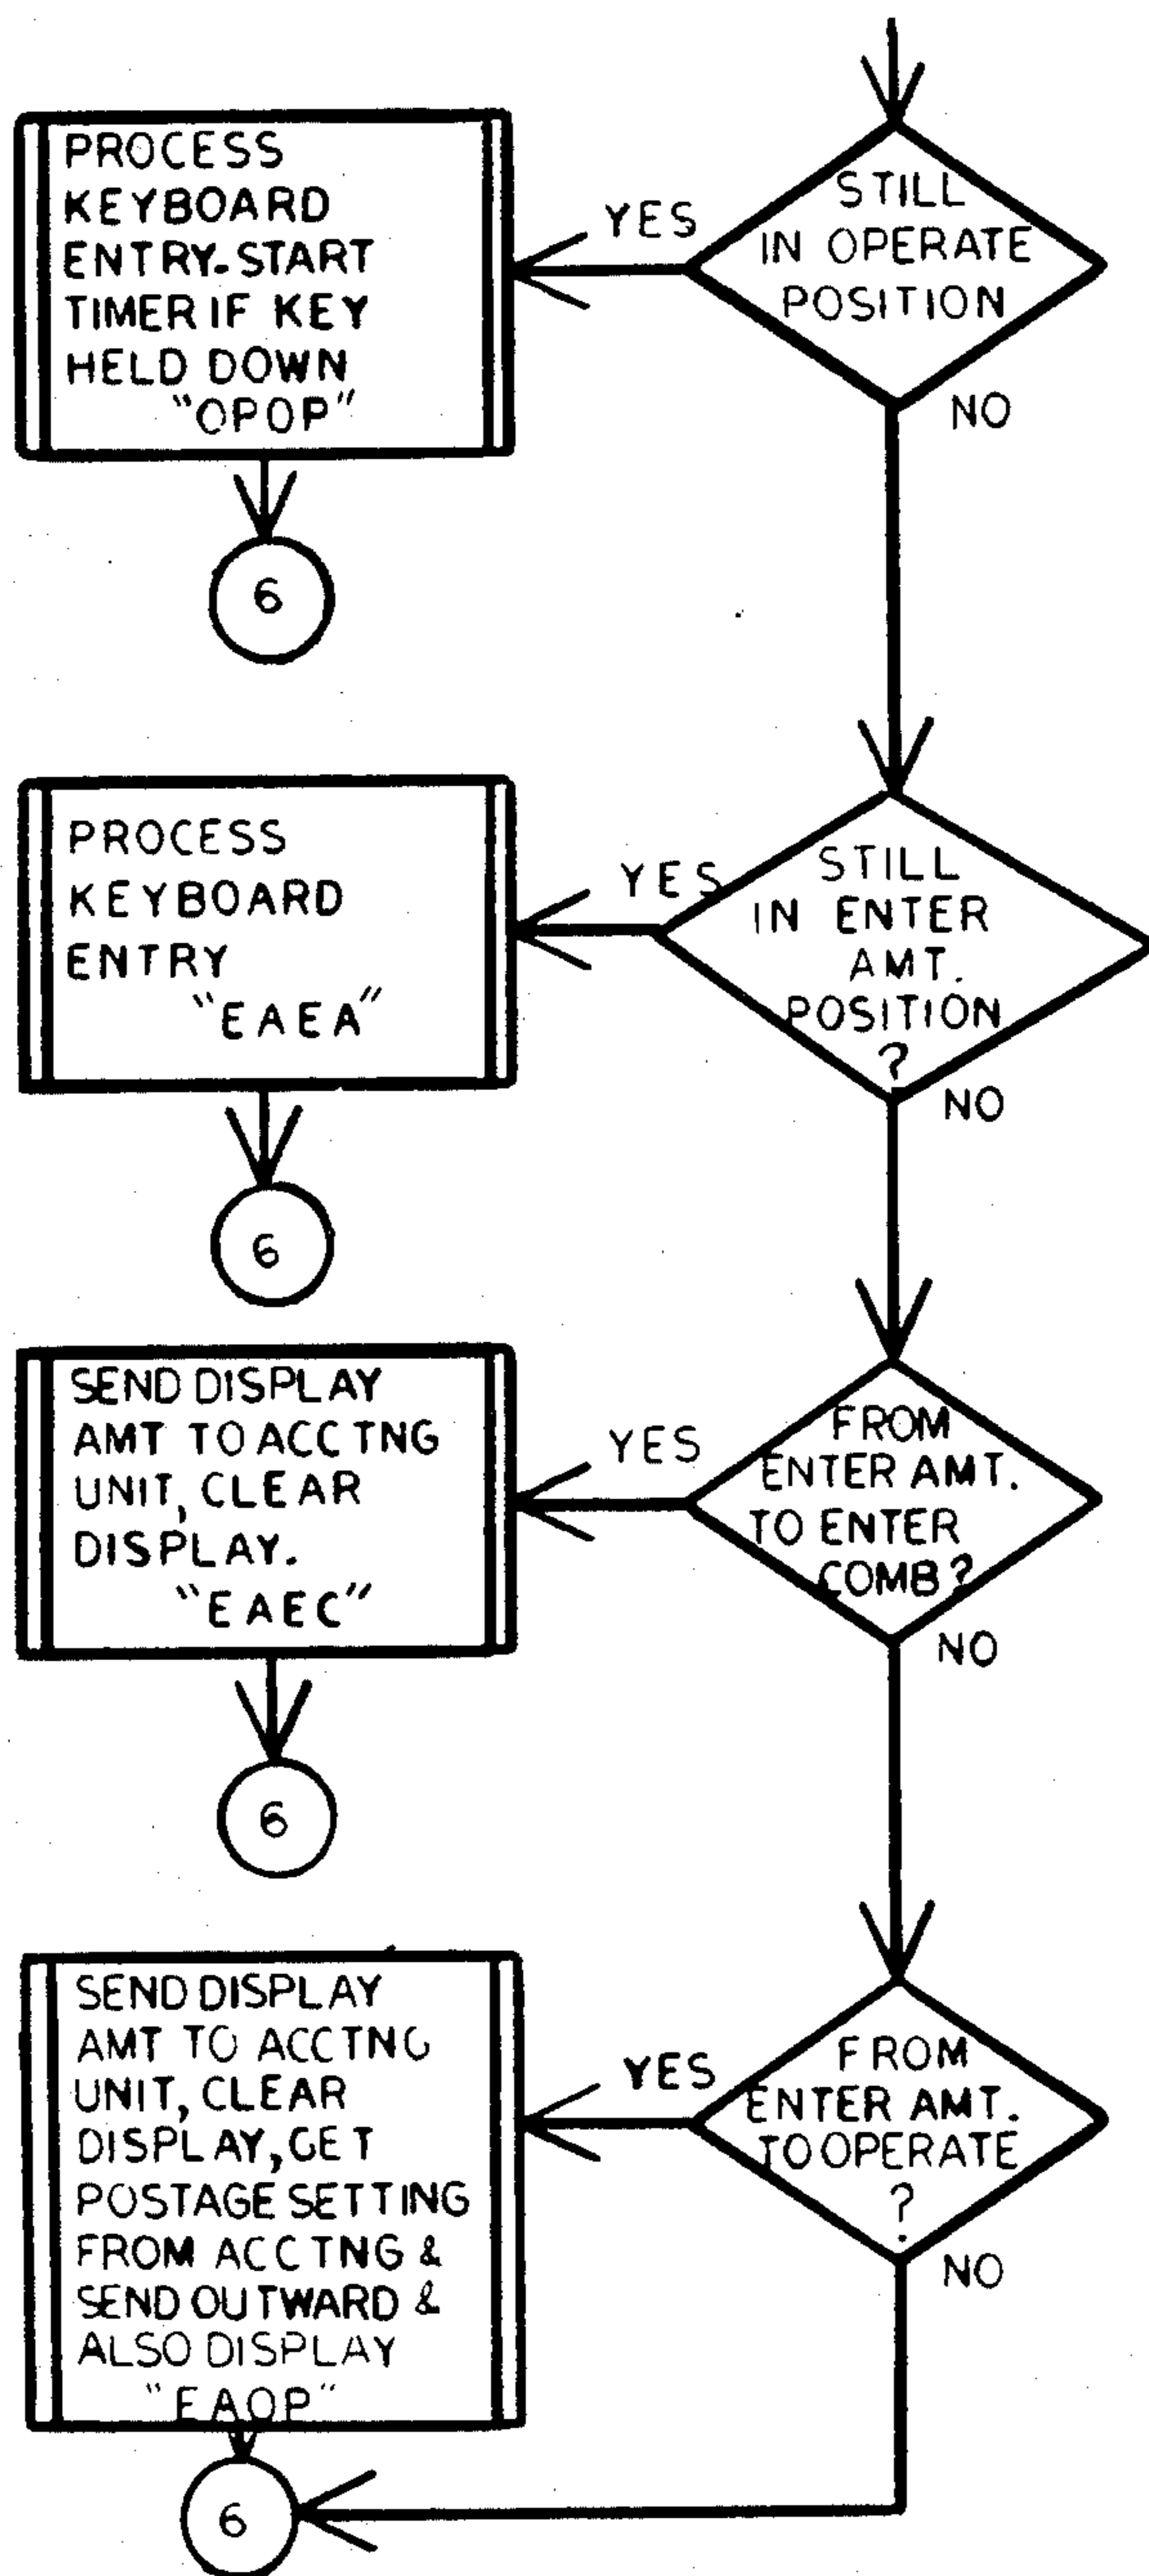 PROCESS
KEYBOARD
ENTRY-START
TIMER IF KEY
HELD DOWN
"OPOP"
YES
STILL
IN OPERATE
POSITION
NO
6
PROCESS
KEYBOARD
ENTRY
"EAEA"
YES
STILL
IN ENTER
AMT.
POSITION
?
NO
6
SEND DISPLAY
AMT TO ACCTNG
UNIT, CLEAR
DISPLAY.
"EAEC"
YES
FROM
ENTER AMT.
TO ENTER
COMB?
NO
6
SEND DISPLAY
AMT TO ACCTNG
UNIT, CLEAR
DISPLAY, GET
POSTAGE SETTING
FROM ACCTNG &
SEND OUTWARD &
ALSO DISPLAY
"EAOP"
YES
FROM
ENTER AMT.
TO OPERATE
?
NO
6